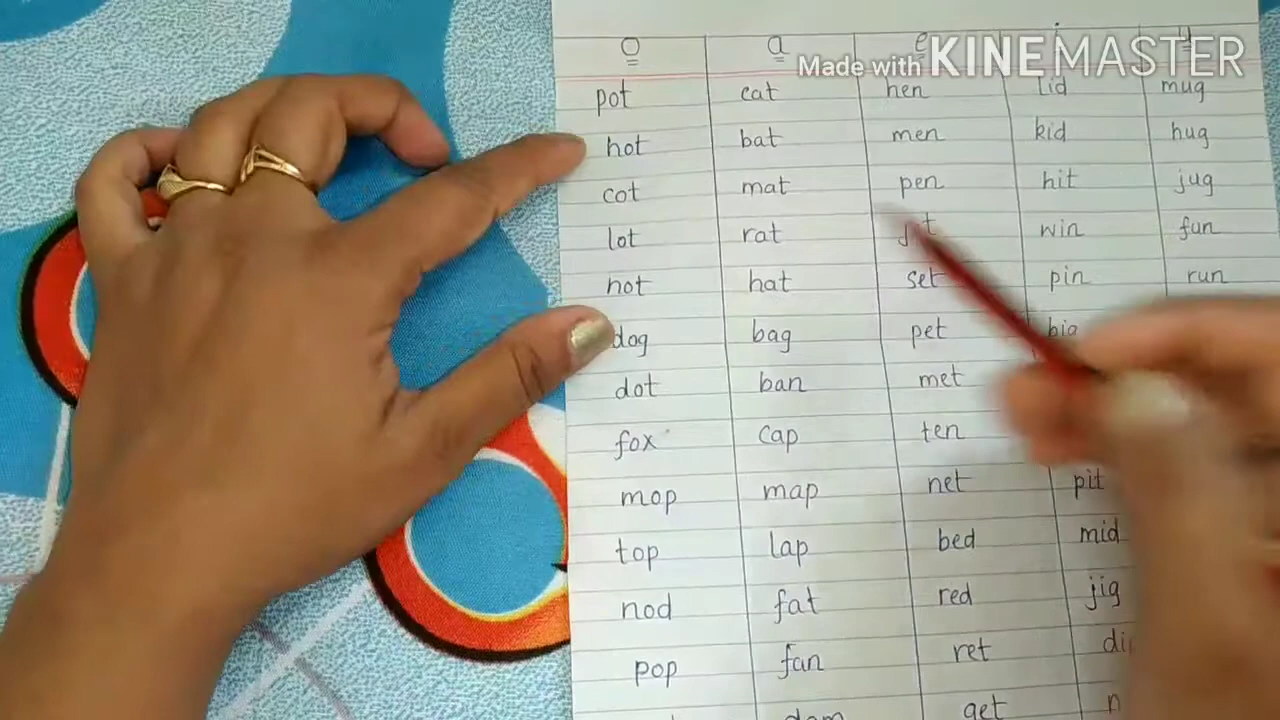 o a e i u
Made with KINEMASTER
pot cat hen lid mug
hot bat men kid hug
cot mat pen hit jug
lot rat win fun
not hat set pin run
dog bag pet
dot ban met
fox cap ten
mop map net pit
top lap bed mid
nod fat red jig
pop fan ret
get